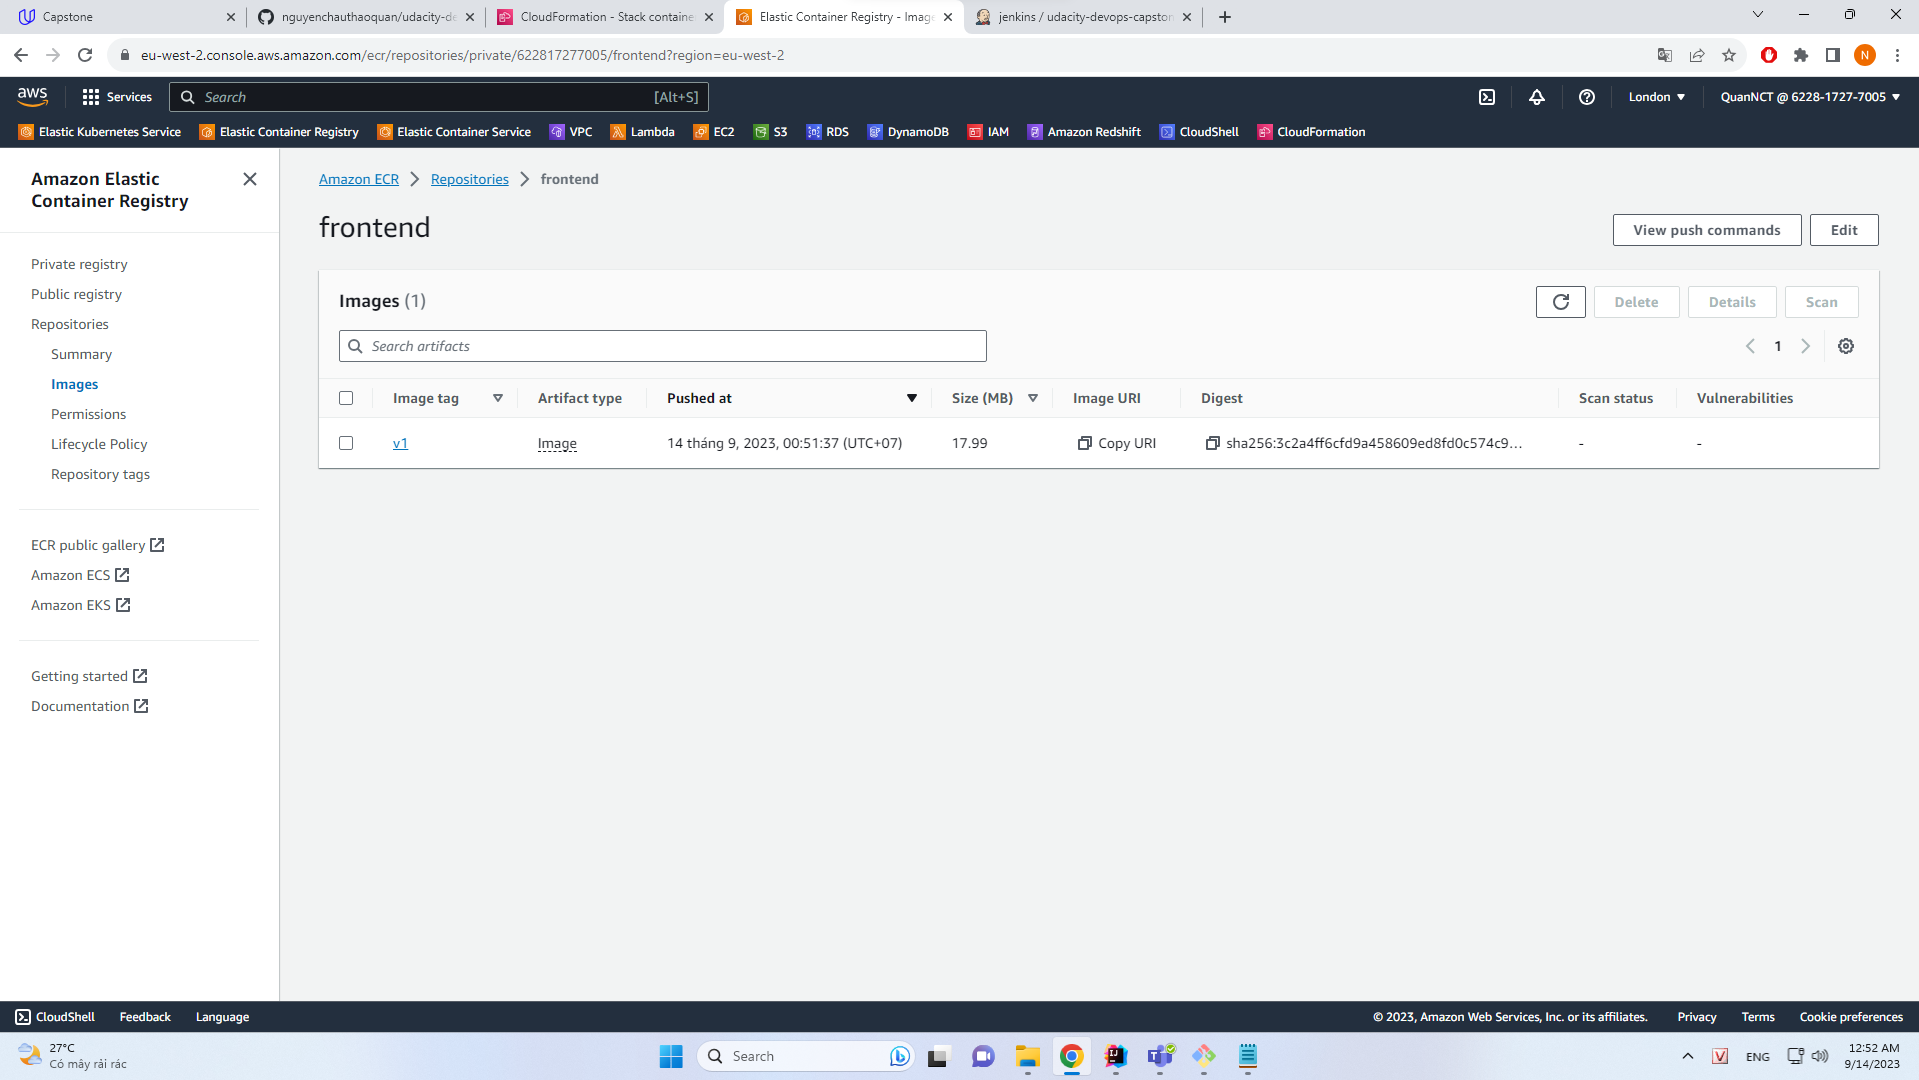 Capstone
nguyenchauthaoquan/udacity-de
CloudFormation - Stack containe
Elastic Container Registry - Image
jenkins / udacity-devops-capston
eu-west-2.console.aws.amazon.com/ecr/repositories/private/622817277005/frontend?region=eu-west-2
N
aws
Services
Search
[Alt+S]
London
QuanNCT @ 6228-1727-7005
Elastic Kubernetes Service
Elastic Container Registry
Elastic Container Service
VPC
Lambda
EC2
S3
RDS
DynamoDB
IAM
Amazon Redshift
CloudShell
CloudFormation
Amazon Elastic
Container Registry
Private registry
Public registry
Repositories
Summary
Images
Permissions
Lifecycle Policy
Repository tags
ECR public gallery
Amazon ECS
Amazon EKS
Getting started
Documentation
Amazon ECR
Repositories
frontend
frontend
View push commands
Edit
Images (1)
Delete
Details
Scan
Search artifacts
1
Image tag
Artifact type
Pushed at
Size (MB)
Image URI
Digest
Scan status
Vulnerabilities
v1
Image
14 tháng 9, 2023, 00:51:37 (UTC+07)
17.99
Copy URI
sha256:3c2a4ff6cfd9a458609ed8fd0c574c9...
-
-
CloudShell
Feedback
Language
© 2023, Amazon Web Services, Inc. or its affiliates.
Privacy
Terms
Cookie preferences
27°C
Có mây rải rác
Search
V
ENG
12:52 AM
9/14/2023